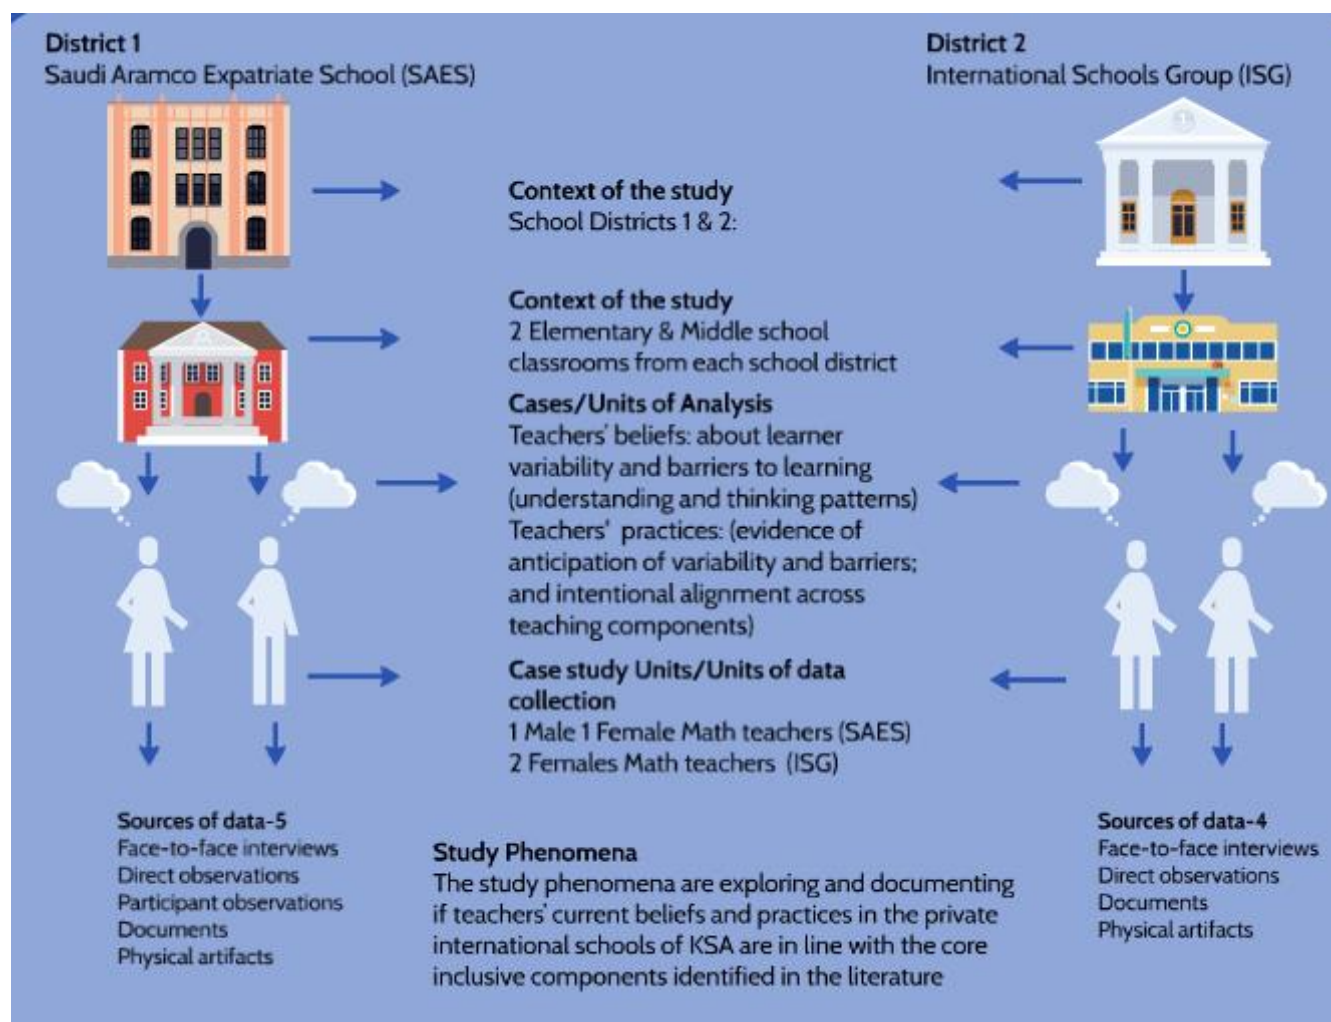 District 1
Saudi Aramco Expatriate School (SAES)
District 2
International Schools Group (ISG)
Context of the study
School Districts 1 & 2:
Context of the study
2 Elementary & Middle school
classrooms from each school district
Cases/Units of Analysis
Teachers' beliefs: about learner
variability and barriers to learning
(understanding and thinking patterns)
Teachers' practices: (evidence of
anticipation of variability and barriers;
and intentional alignment across
teaching components)
Case study Units/Units of data
collection
1 Male 1 Female Math teachers (SAES)
2 Females Math teachers (ISG)
Sources of data-5
Face-to-face interviews
Direct observations
Participant observations
Documents
Physical artifacts
Study Phenomena
The study phenomena are exploring and documenting
if teachers' current beliefs and practices in the private
international schools of KSA are in line with the core
inclusive components identified in the literature
Sources of data-4
Face-to-face interviews
Direct observations
Documents
Physical artifacts